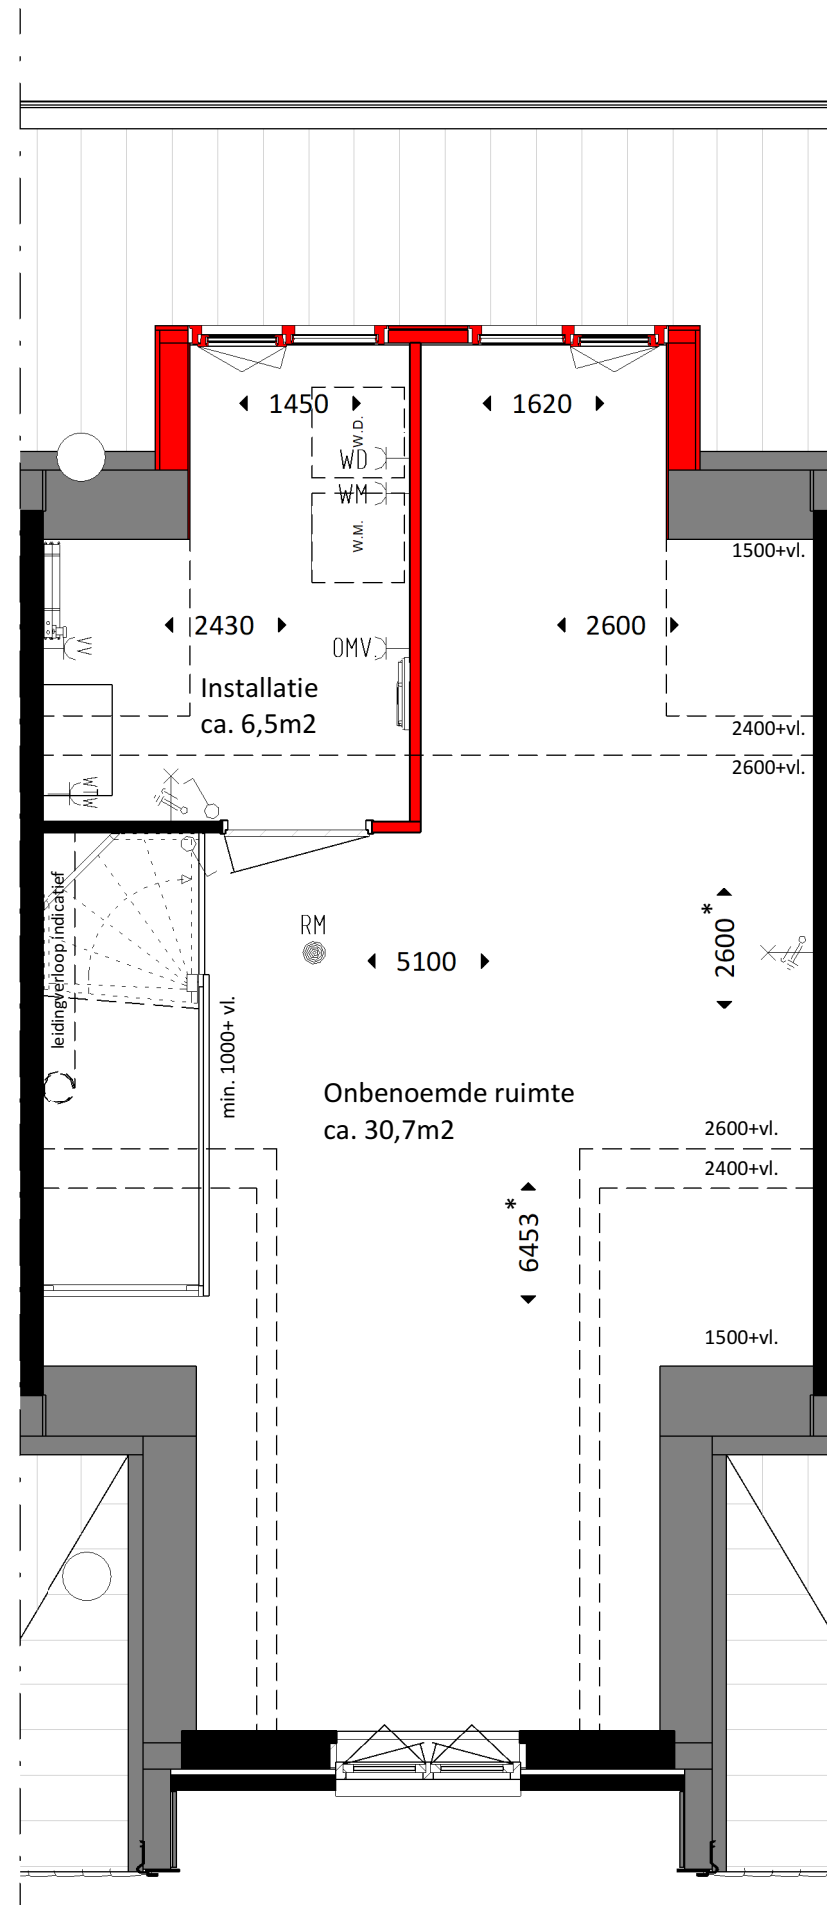 1450
1620
W.D.
WD
WM
W.M.
1500+vl.
2430
2600
OMV.
Installatie
ca. 6,5m2
2400+vl.
2600+vl.
leidingverloop indicatief
RM
5100
2600*
min. 1000+ vl.
Onbenoemde ruimte
ca. 30,7m2
2600+vl.
2400+vl.
6453*
1500+vl.